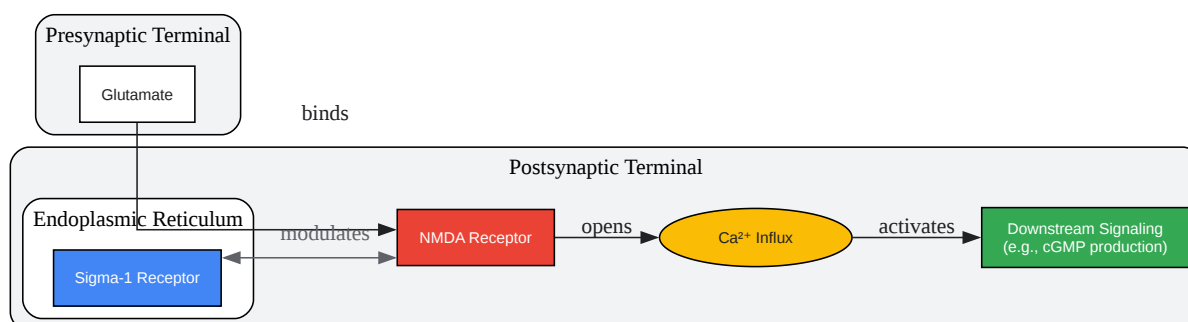 Presynaptic Terminal
Glutamate
binds
Postsynaptic Terminal
Endoplasmic Reticulum
modulates
Sigma-1 Receptor
NMDA Receptor
opens
Ca²⁺ Influx
activates
Downstream Signaling
(e.g., cGMP production)